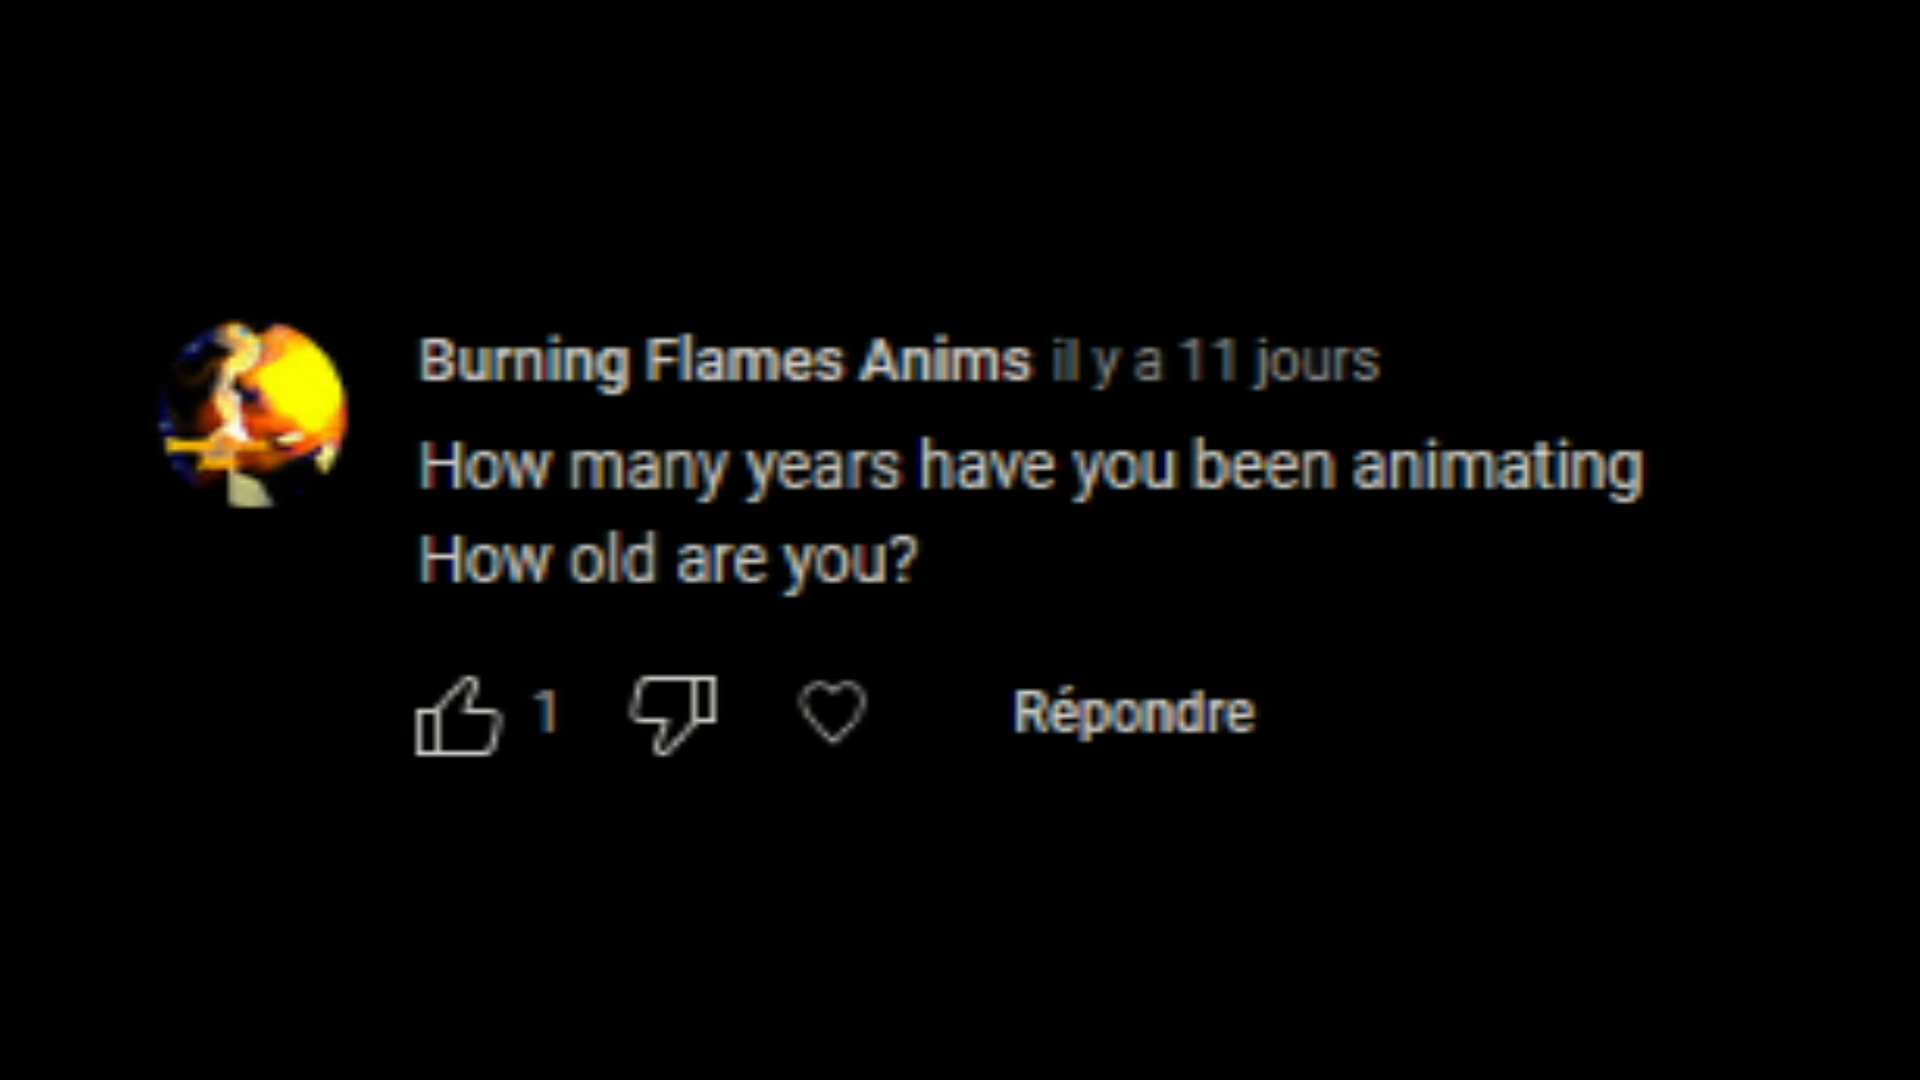 Burning Flames Anims il y a 11 jours
How many years have you been animating
How old are you?
1 Répondre